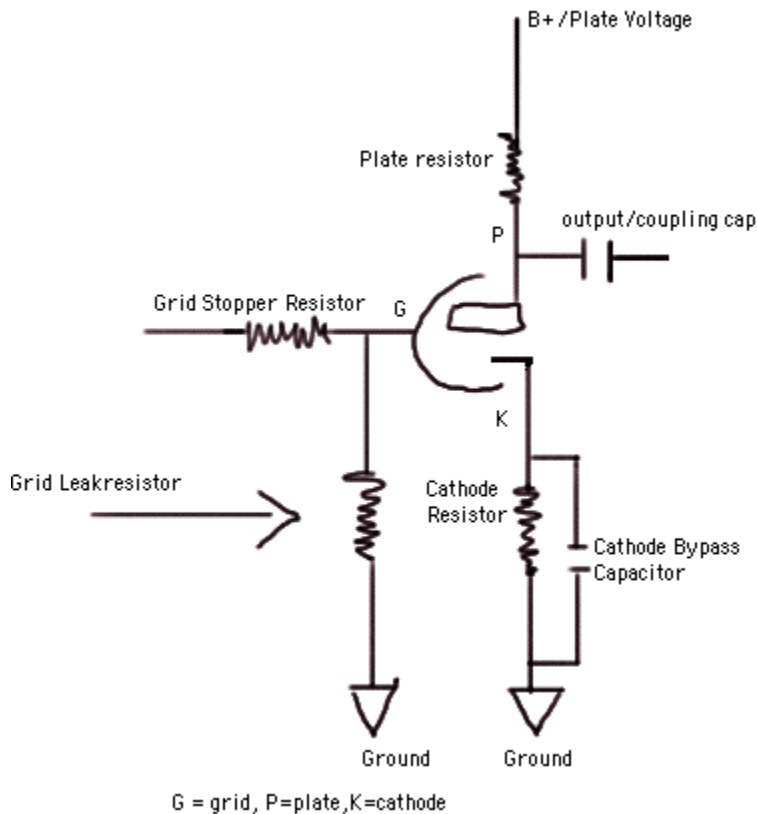 B+/Plate Voltage
Plate resistor
output/coupling cap
P
Grid Stopper Resistor
G
K
Grid Leakresistor
Cathode
Resistor
Cathode Bypass
Capacitor
Ground
Ground
G = grid, P=plate,K=cathode